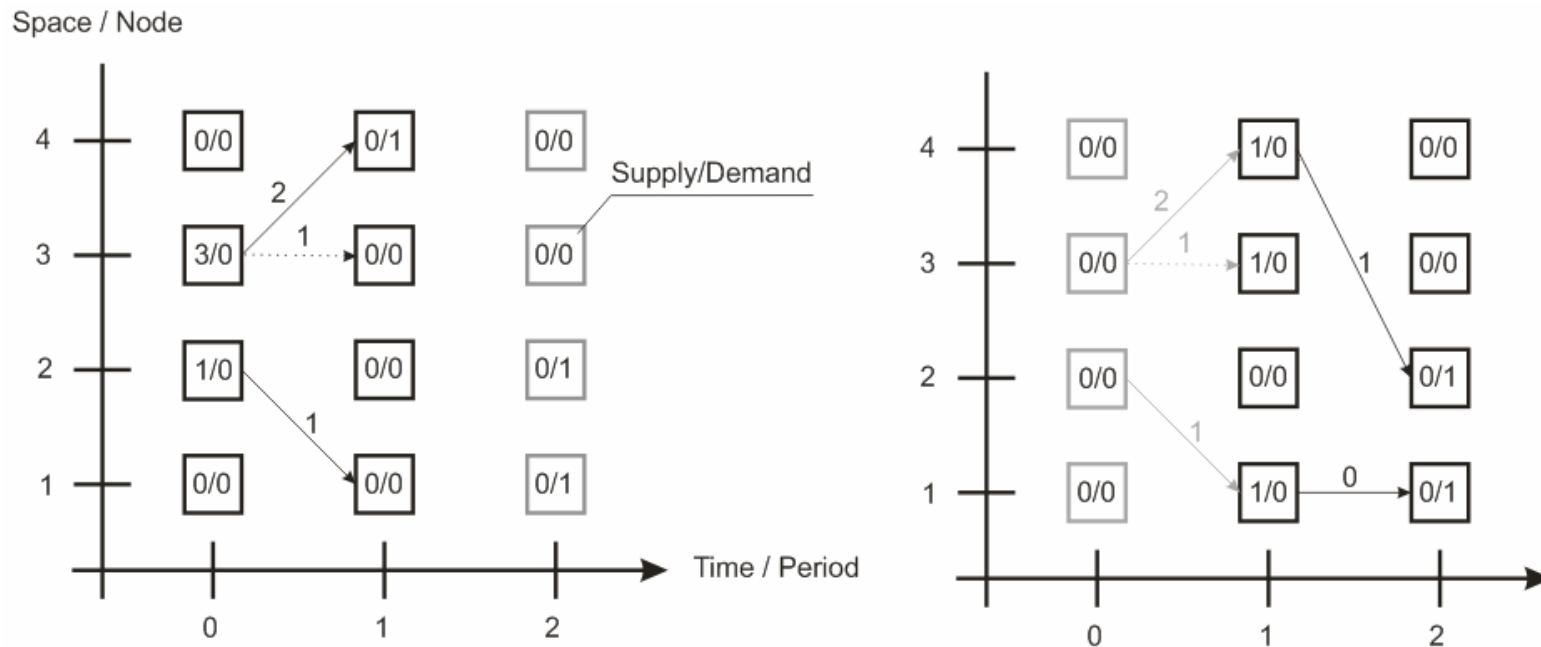 Space / Node
4 0/0 0/1 0/0
Supply/Demand
2
3 3/0 1 0/0 0/0
2 1/0 0/0 0/1
1
1 0/0 0/0 0/1
Time / Period
0 1 2
4 0/0 1/0 0/0
2
3 0/0 1 1/0 1 0/0
2 0/0 0/0 0/1
1
1 0/0 1/0 0 0/1
0 1 2